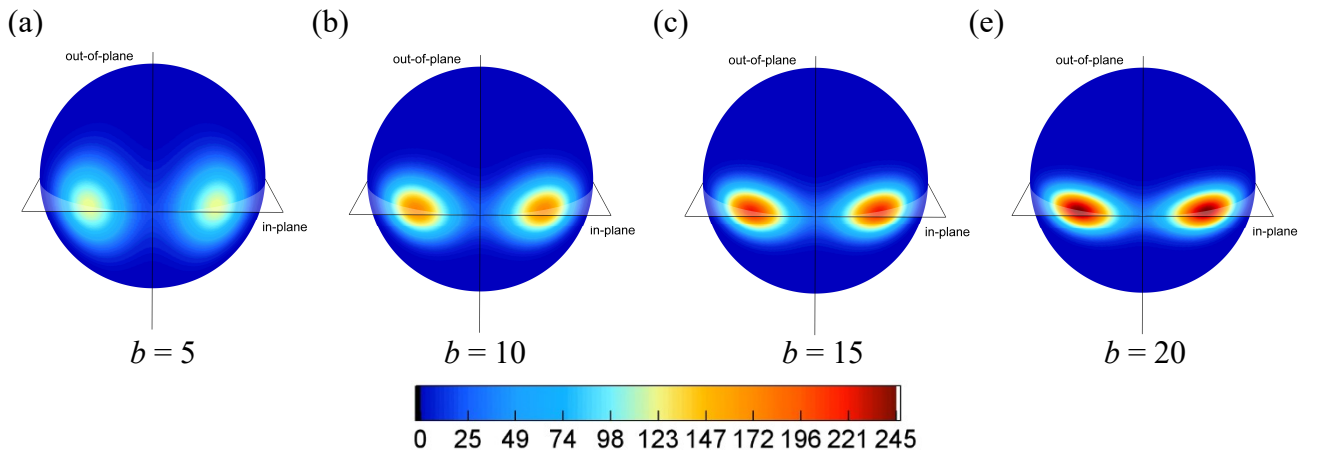 (a)
(b)
(c)
(e)
out-of-plane
out-of-plane
out-of-plane
out-of-plane
in-plane
in-plane
in-plane
in-plane
b = 5
b = 10
b = 15
b = 20
0 25 49 74 98 123 147 172 196 221 245